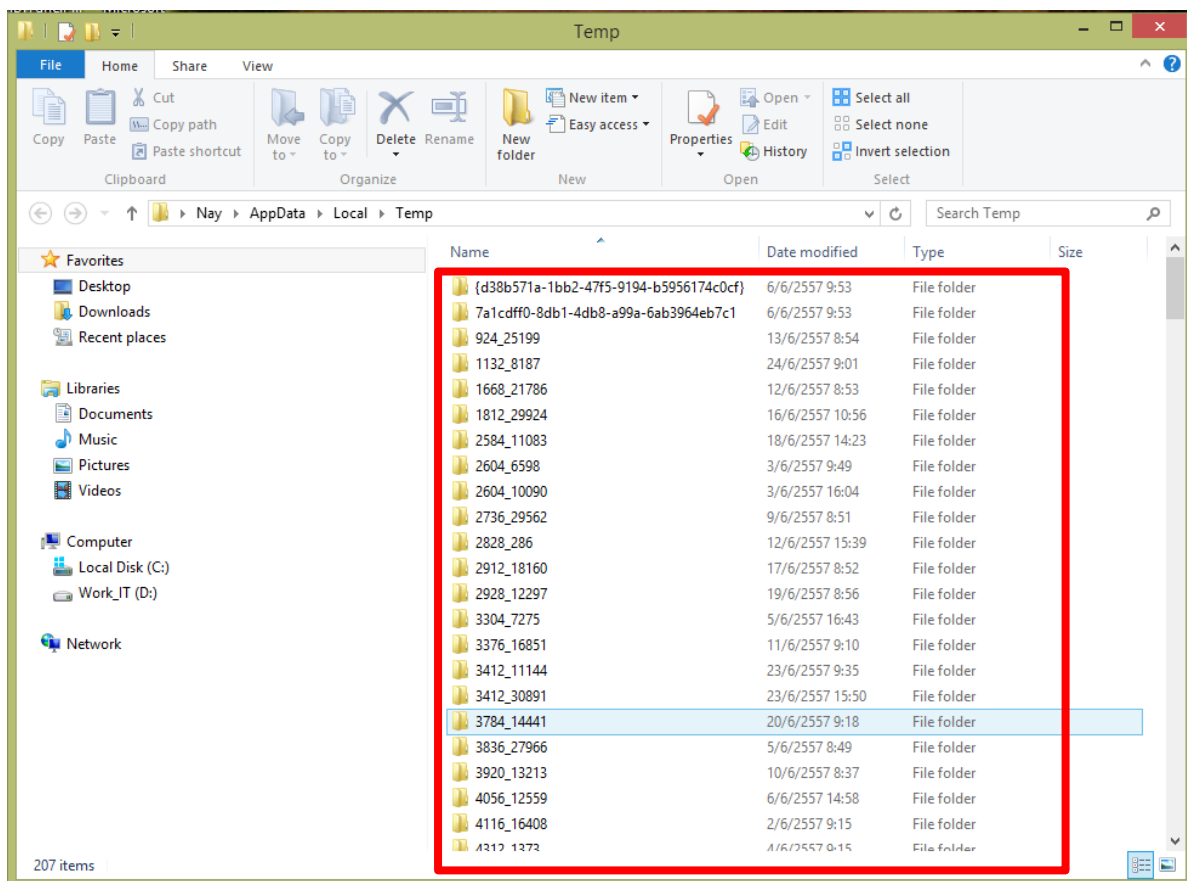 Temp
File Home Share View
Copy
Paste
Cut
Copy path
Paste shortcut
Clipboard
Move to
Copy to
Delete
Rename
Organize
New folder
New item
Easy access
New
Properties
Open
Edit
History
Open
Select all
Select none
Invert selection
Select
Nay AppData Local Temp
Search Temp
Favorites
Desktop
Downloads
Recent places
Libraries
Documents
Music
Pictures
Videos
Computer
Local Disk (C:)
Work_IT (D:)
Network
Name Date modified Type Size
{d38b571a-1bb2-47f5-9194-b5956174c0cf} 6/6/2557 9:53 File folder
7a1cdff0-8db1-4db8-a99a-6ab3964eb7c1 6/6/2557 9:53 File folder
924_25199 13/6/2557 8:54 File folder
1132_8187 24/6/2557 9:01 File folder
1668_21786 12/6/2557 8:53 File folder
1812_29924 16/6/2557 10:56 File folder
2584_11083 18/6/2557 14:23 File folder
2604_6598 3/6/2557 9:49 File folder
2604_10090 3/6/2557 16:04 File folder
2736_29562 9/6/2557 8:51 File folder
2828_286 12/6/2557 15:39 File folder
2912_18160 17/6/2557 8:52 File folder
2928_12297 19/6/2557 8:56 File folder
3304_7275 5/6/2557 16:43 File folder
3376_16851 11/6/2557 9:10 File folder
3412_11144 23/6/2557 9:35 File folder
3412_30891 23/6/2557 15:50 File folder
3784_14441 20/6/2557 9:18 File folder
3836_27966 5/6/2557 8:49 File folder
3920_13213 10/6/2557 8:37 File folder
4056_12559 6/6/2557 14:58 File folder
4116_16408 2/6/2557 9:15 File folder
4312_1373 4/6/2557 9:15 File folder
207 items